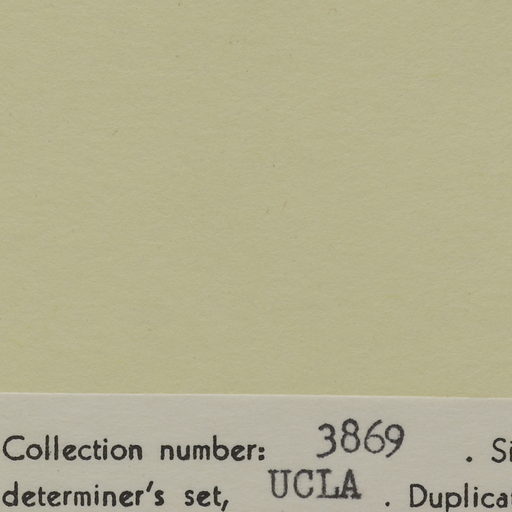 Collection number: 3869 . Si
determiner's set, UCLA . Duplica